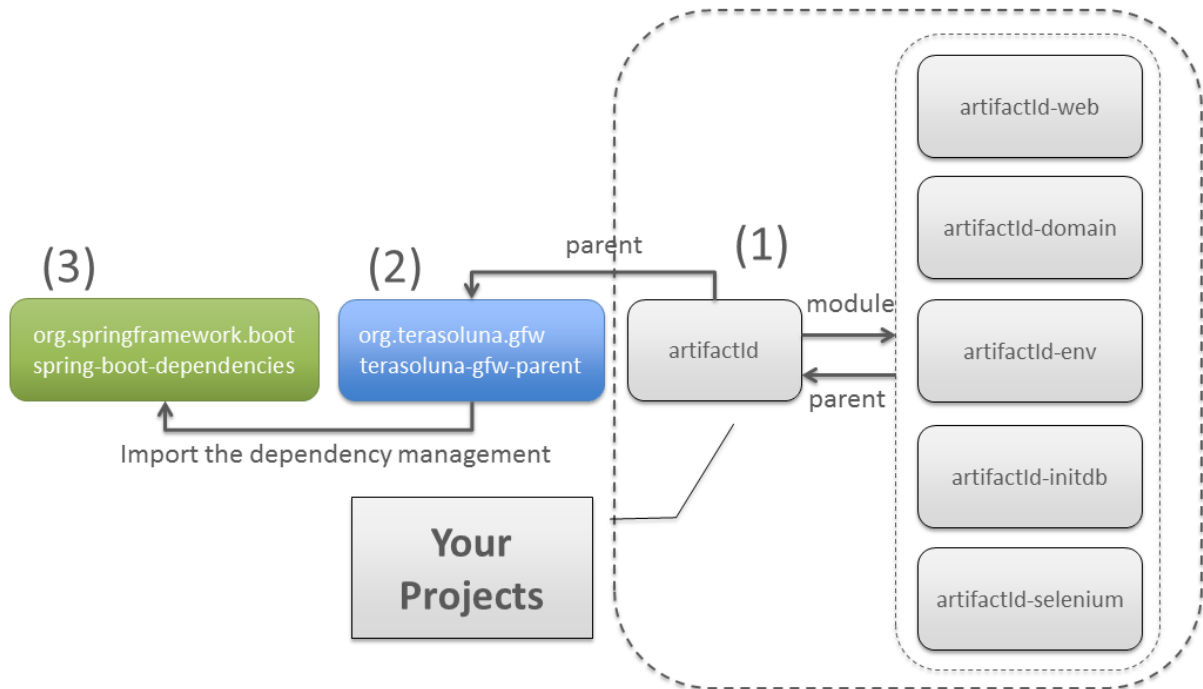 (3)
org.springframework.boot
spring-boot-dependencies
Import the dependency management
(2)
org.terasoluna.gfw
terasoluna-gfw-parent
parent
(1)
artifactId
module
parent
Your
Projects
artifactId-web
artifactId-domain
artifactId-env
artifactId-initdb
artifactId-selenium